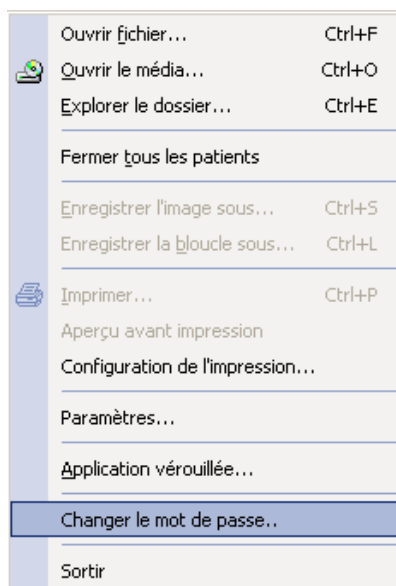 Ouvrir fichier... Ctrl+F
Ouvrir le média... Ctrl+O
Explorer le dossier... Ctrl+E
Fermer tous les patients
Enregistrer l'image sous... Ctrl+S
Enregistrer la bloucle sous... Ctrl+L
Imprimer... Ctrl+P
Aperçu avant impression
Configuration de l'impression...
Paramètres...
Application vérouillée...
Changer le mot de passe..
Sortir